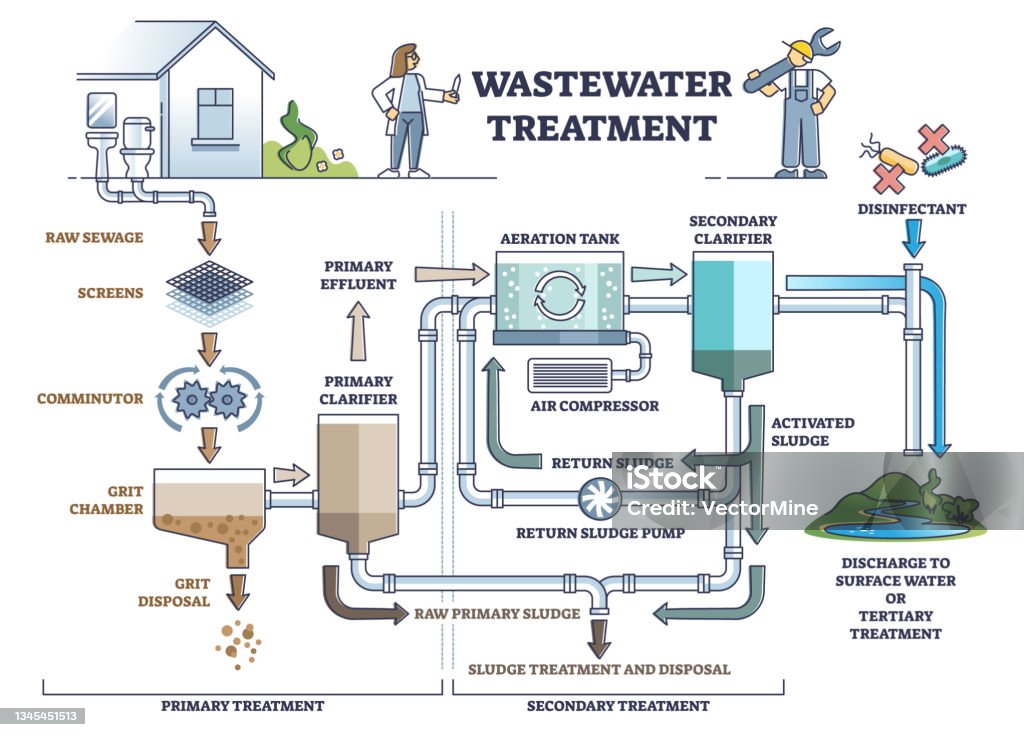 WASTEWATER
TREATMENT
RAW SEWAGE
SCREENS
COMMINUTOR
GRIT
CHAMBER
GRIT
DISPOSAL
PRIMARY
EFFLUENT
PRIMARY
CLARIFIER
AERATION TANK
AIR COMPRESSOR
SECONDARY
CLARIFIER
DISINFECTANT
ACTIVATED
SLUDGE
RETURN SLUDGE
RETURN SLUDGE PUMP
RAW PRIMARY SLUDGE
SLUDGE TREATMENT AND DISPOSAL
DISCHARGE TO
SURFACE WATER
OR
TERTIARY
TREATMENT
PRIMARY TREATMENT
SECONDARY TREATMENT
iStock
Credit: VectorMine
1345451513